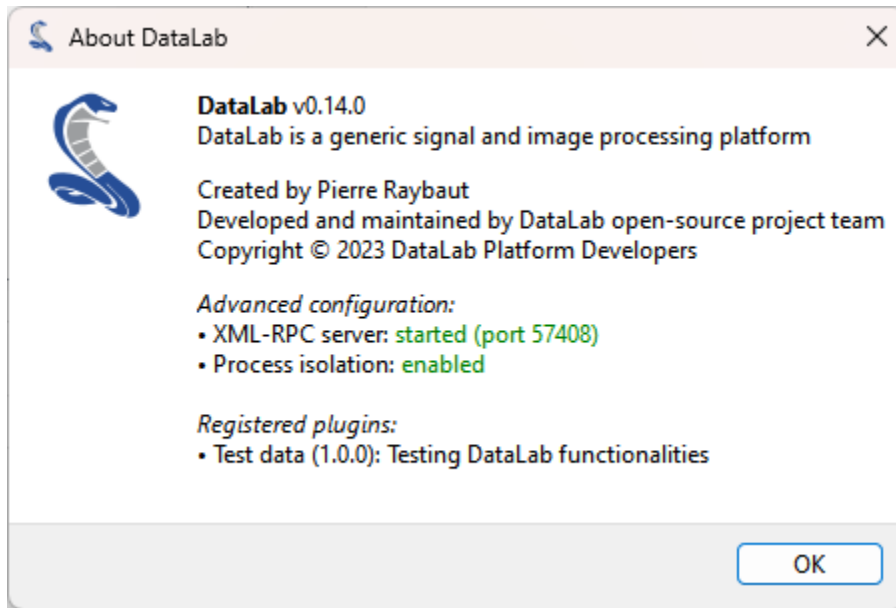 About DataLab
DataLab v0.14.0
DataLab is a generic signal and image processing platform
Created by Pierre Raybaut
Developed and maintained by DataLab open-source project team
Copyright © 2023 DataLab Platform Developers
Advanced configuration:
• XML-RPC server: started (port 57408)
• Process isolation: enabled
Registered plugins:
• Test data (1.0.0): Testing DataLab functionalities
OK